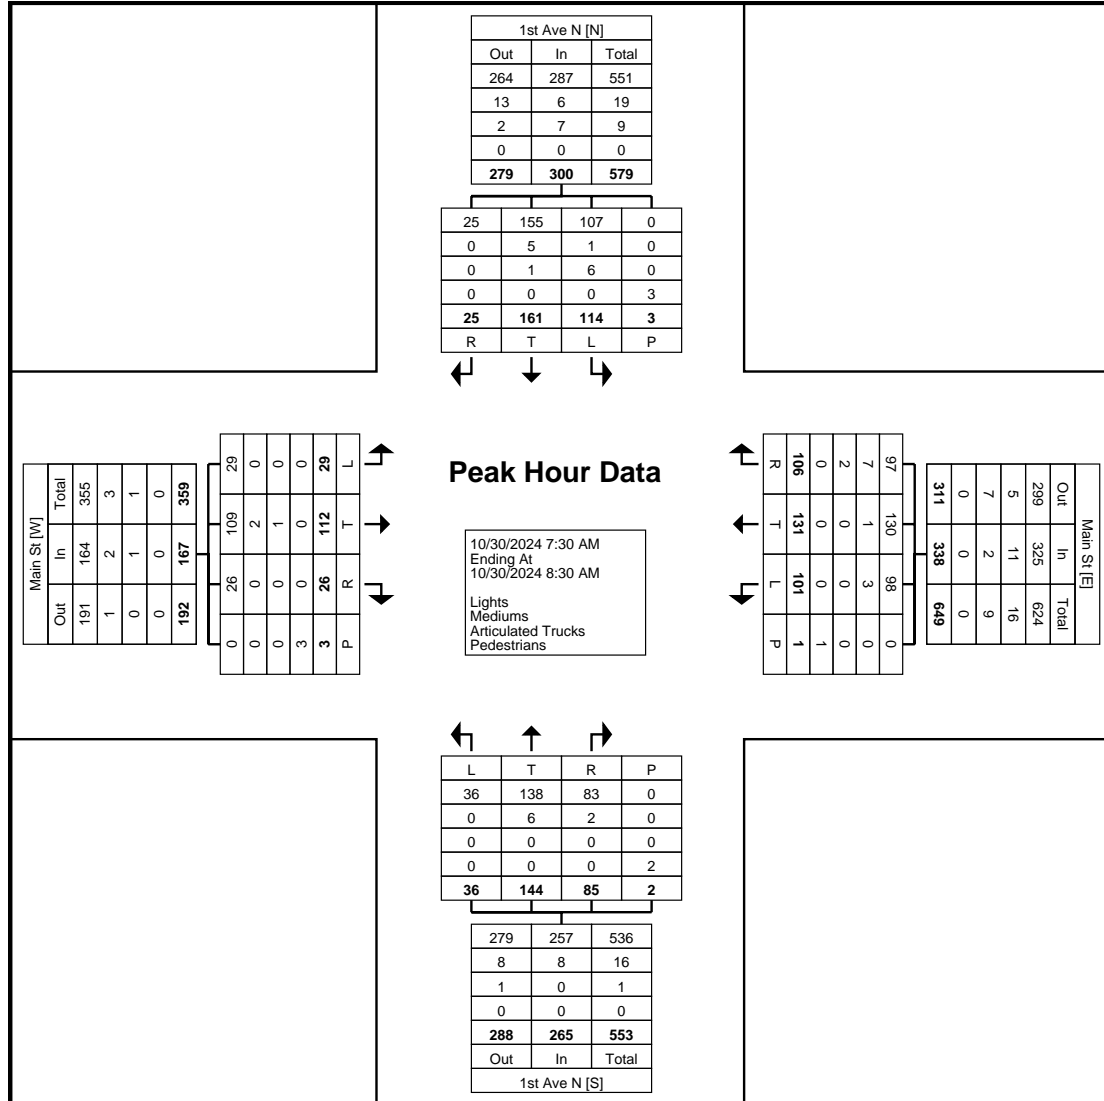 1st Ave N [N]
Out In Total
264 287 551
13 6 19
2 7 9
0 0 0
279 300 579
25 155 107 0
0 5 1 0
0 1 6 0
0 0 0 3
25 161 114 3
R T L P
Main St [W]
Out In Total
191 164 355
1 2 3
0 1 1
0 0 0
192 167 359
0 26 109 29
0 0 2 0
0 0 1 0
3 0 0 0
3 26 112 29
P R T L
Peak Hour Data
10/30/2024 7:30 AM
Ending At
10/30/2024 8:30 AM
Lights
Mediums
Articulated Trucks
Pedestrians
Main St [E]
Out In Total
299 325 624
5 11 16
7 2 9
0 0 0
311 338 649
97 130 98 0
7 1 3 0
2 0 0 0
0 0 0 1
106 131 101 1
R T L P
L T R P
36 138 83 0
0 6 2 0
0 0 0 0
0 0 0 2
36 144 85 2
279 257 536
8 8 16
1 0 1
0 0 0
288 265 553
Out In Total
1st Ave N [S]